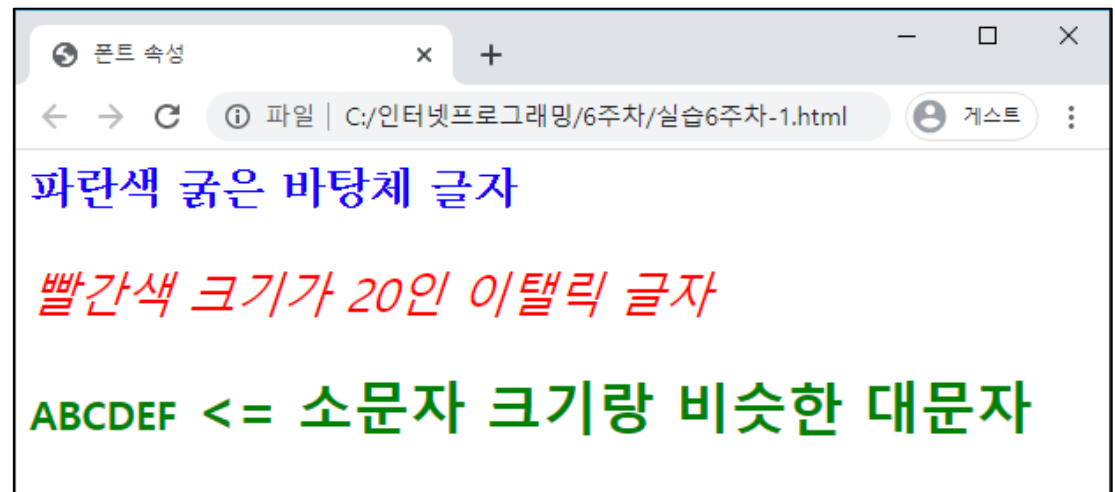 폰트 속성
파일 | C:/인터넷프로그래밍/6주차/실습6주차-1.html 게스트
파란색 굵은 바탕체 글자
빨간색 크기가 20인 이탤릭 글자
ABCDEF <= 소문자 크기랑 비슷한 대문자